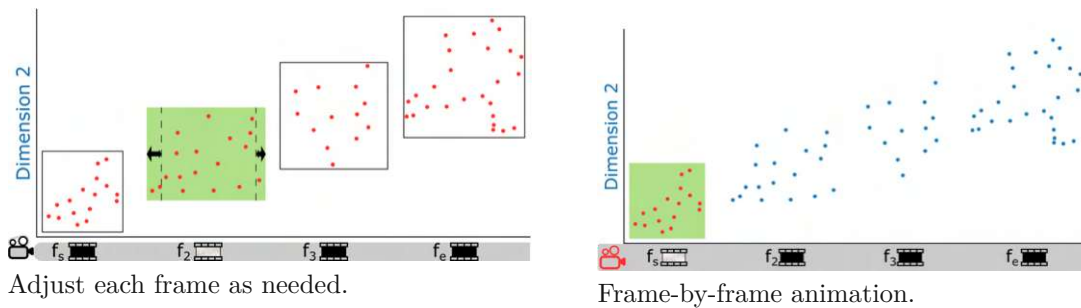 Dimension 2
fs
f2
f3
fe
Adjust each frame as needed.
Dimension 2
fs
f2
f3
fe
Frame-by-frame animation.